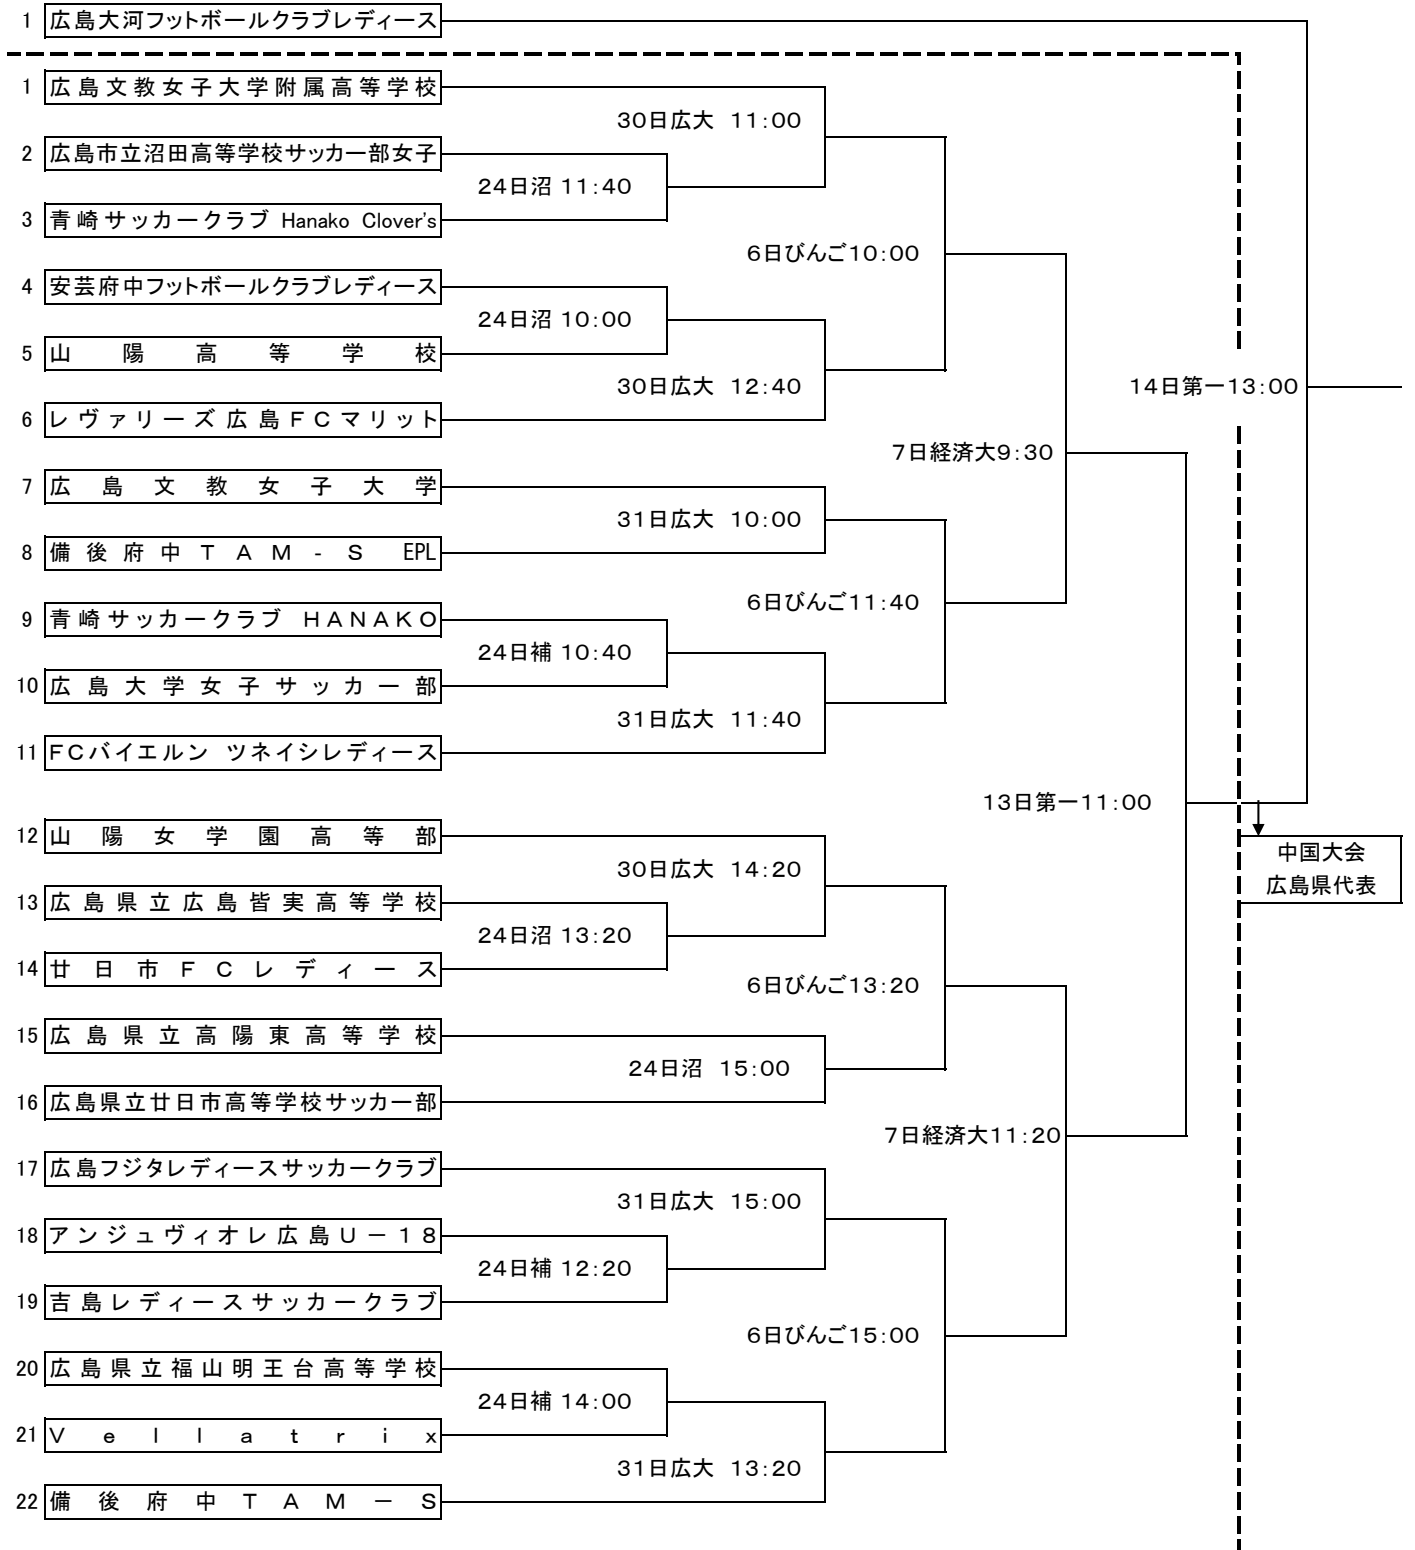 1 広島大河フットボールクラブレディース
1 広島文教女子大学附属高等学校
30日広大 11:00
2 広島市立沼田高等学校サッカー部女子
24日沼 11:40
3 青崎サッカークラブ Hanako Clover's
6日びんご10:00
4 安芸府中フットボールクラブレディース
24日沼 10:00
5 山陽高等学校
30日広大 12:40
14日第一13:00
6 レヴァリーズ広島FCマリット
7日経済大9:30
7 広島文教女子大学
31日広大 10:00
8 備後府中TAM-S EPL
6日びんご11:40
9 青崎サッカークラブ HANAKO
24日補 10:40
10 広島大学女子サッカー部
31日広大 11:40
11 FCバイエルン ツネイシレディース
13日第一11:00
12 山陽女学園高等部
中国大会
30日広大 14:20
広島県代表
13 広島県立広島皆実高等学校
24日沼 13:20
14 廿日市FCレディース
6日びんご13:20
15 広島県立高陽東高等学校
24日沼 15:00
16 広島県立廿日市高等学校サッカー部
7日経済大11:20
17 広島フジタレディースサッカークラブ
31日広大 15:00
18 アンジュヴィオレ広島U-18
24日補 12:20
19 吉島レディースサッカークラブ
6日びんご15:00
20 広島県立福山明王台高等学校
24日補 14:00
21 Vellatrix
31日広大 13:20
22 備後府中TAM-S